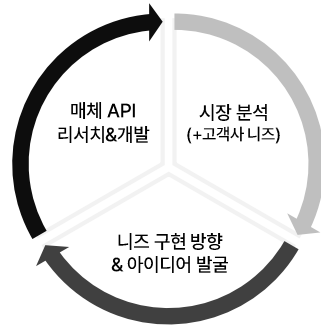 매체 API
리서치&개발
시장 분석
(+고객사 니즈)
니즈 구현 방향
& 아이디어 발굴